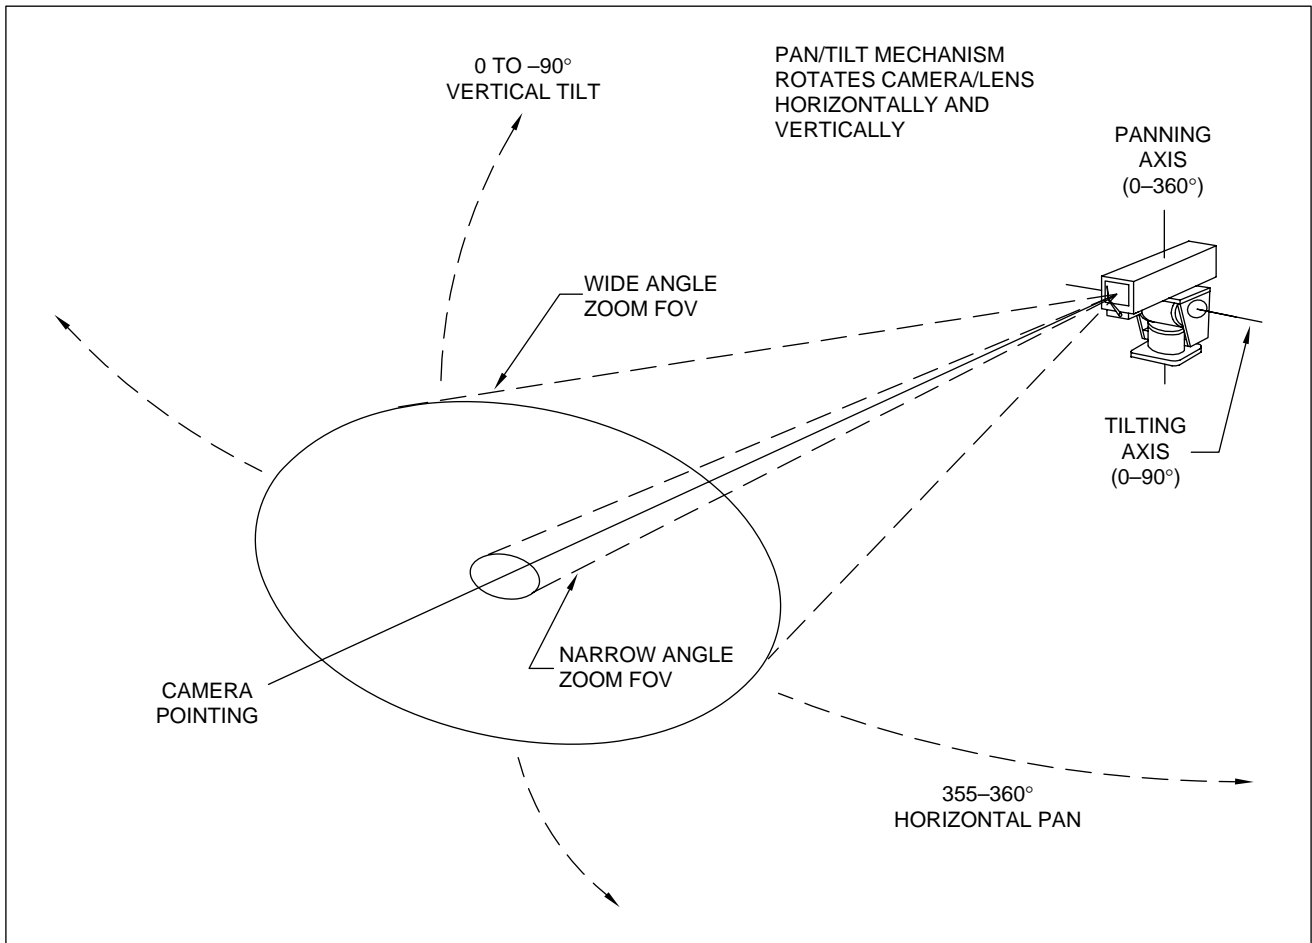 0 TO –90°
VERTICAL TILT
PAN/TILT MECHANISM
ROTATES CAMERA/LENS
HORIZONTALLY AND
VERTICALLY
PANNING
AXIS
(0–360°)
WIDE ANGLE
ZOOM FOV
TILTING
AXIS
(0–90°)
NARROW ANGLE
ZOOM FOV
CAMERA
POINTING
355–360°
HORIZONTAL PAN